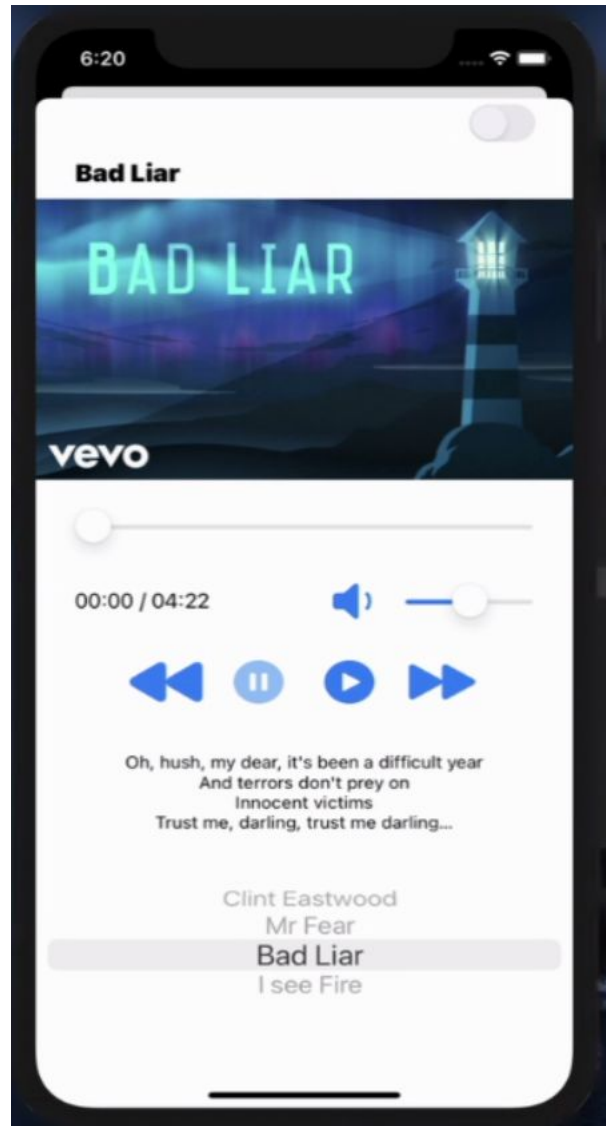 6:20
Bad Liar
BAD LIAR
vevo
00:00 / 04:22
Oh, hush, my dear, it's been a difficult year
And terrors don't prey on
Innocent victims
Trust me, darling, trust me darling...
Clint Eastwood
Mr Fear
Bad Liar
I see Fire